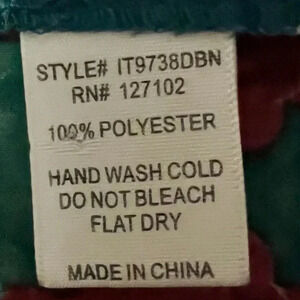 STYLE# IT9738DBN
RN# 127102
100% POLYESTER
HAND WASH COLD
DO NOT BLEACH
FLAT DRY
MADE IN CHINA